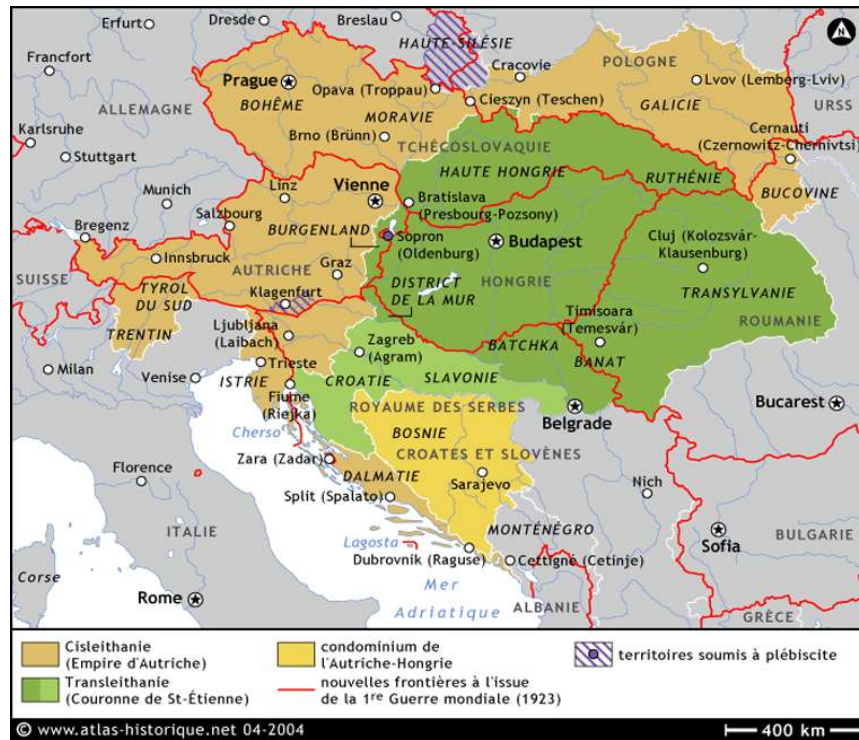 Erfurt
Dresde
Breslau
HAUTE-SILÉSIE
Francfort
Prague
BOHÊME
Opava (Troppau)
Cracovie
POLOGNE
Lvov (Lemberg-Lviv)
ALLEMAGNE
MORAVIE
Cieszyn (Teschen)
GALICIE
URSS
Karlsruhe
Brno (Brünn)
TCHÉCOSLOVAQUIE
Cernauti
(Czernowitz-Chernivtsi)
Stuttgart
HAUTE HONGRIE
RUTHÉNIE
Munich
Linz
Vienne
Bratislava
(Presbourg-Pozsony)
BUCOVINE
Salzbourg
Bregenz
BURGENLAND
Sopron
(Oldenburg)
Budapest
Cluj (Kolozsvár-
Klausenburg)
Innsbruck
AUTRICHE
Graz
HONGRIE
SUISSE
TYROL
DU SUD
Klagenfurt
DISTRICT
DE LA MUR
TRANSYLVANIE
TRENTIN
Ljubljana
(Laibach)
Timisoara
(Temesvár)
ROUMANIE
Zagreb
(Agram)
BATCHKA
BANAT
Milan
Venise
Trieste
ISTRIE
CROATIE
SLAVONIE
Fiume
(Riejka)
ROYAUME DES SERBES
Belgrade
Bucarest
Cherso
BOSNIE
CROATES ET SLOVÈNES
Zara (Zadar)
DALMATIE
Florence
Sarajevo
Nich
Split (Spalato)
ITALIE
MONTÉNÉGRO
Sofia
BULGARIE
Lagosta
Dubrovnik (Raguse)
Cettigné (Cetinje)
Corse
Rome
Mer
Adriatique
ALBANIE
GRÈCE
N
Cisleithanie
(Empire d'Autriche)
Transleithanie
(Couronne de St-Étienne)
condominium de
l'Autriche-Hongrie
nouvelles frontières à l'issue
de la 1re Guerre mondiale (1923)
territoires soumis à plébiscite
© www.atlas-historique.net 04-2004
400 km